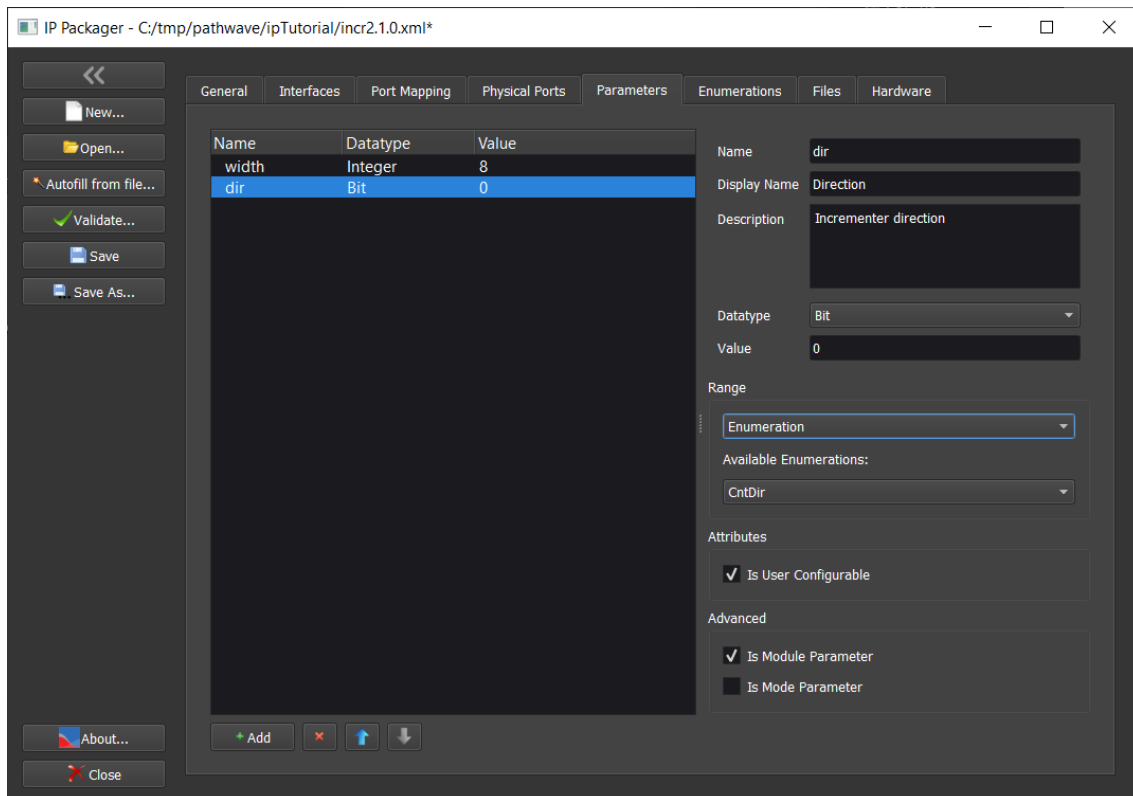 IP Packager - C:/tmp/pathwave/ipTutorial/incr2.1.0.xml*
New...
Open...
Autofill from file...
Validate...
Save
Save As...
General Interfaces Port Mapping Physical Ports Parameters Enumerations Files Hardware
Name Datatype Value
width Integer 8
dir Bit 0
+ Add
Name dir
Display Name Direction
Description Incrementer direction
Datatype Bit
Value 0
Range
Enumeration
Available Enumerations:
CntDir
Attributes
Is User Configurable
Advanced
Is Module Parameter
Is Mode Parameter
About...
Close